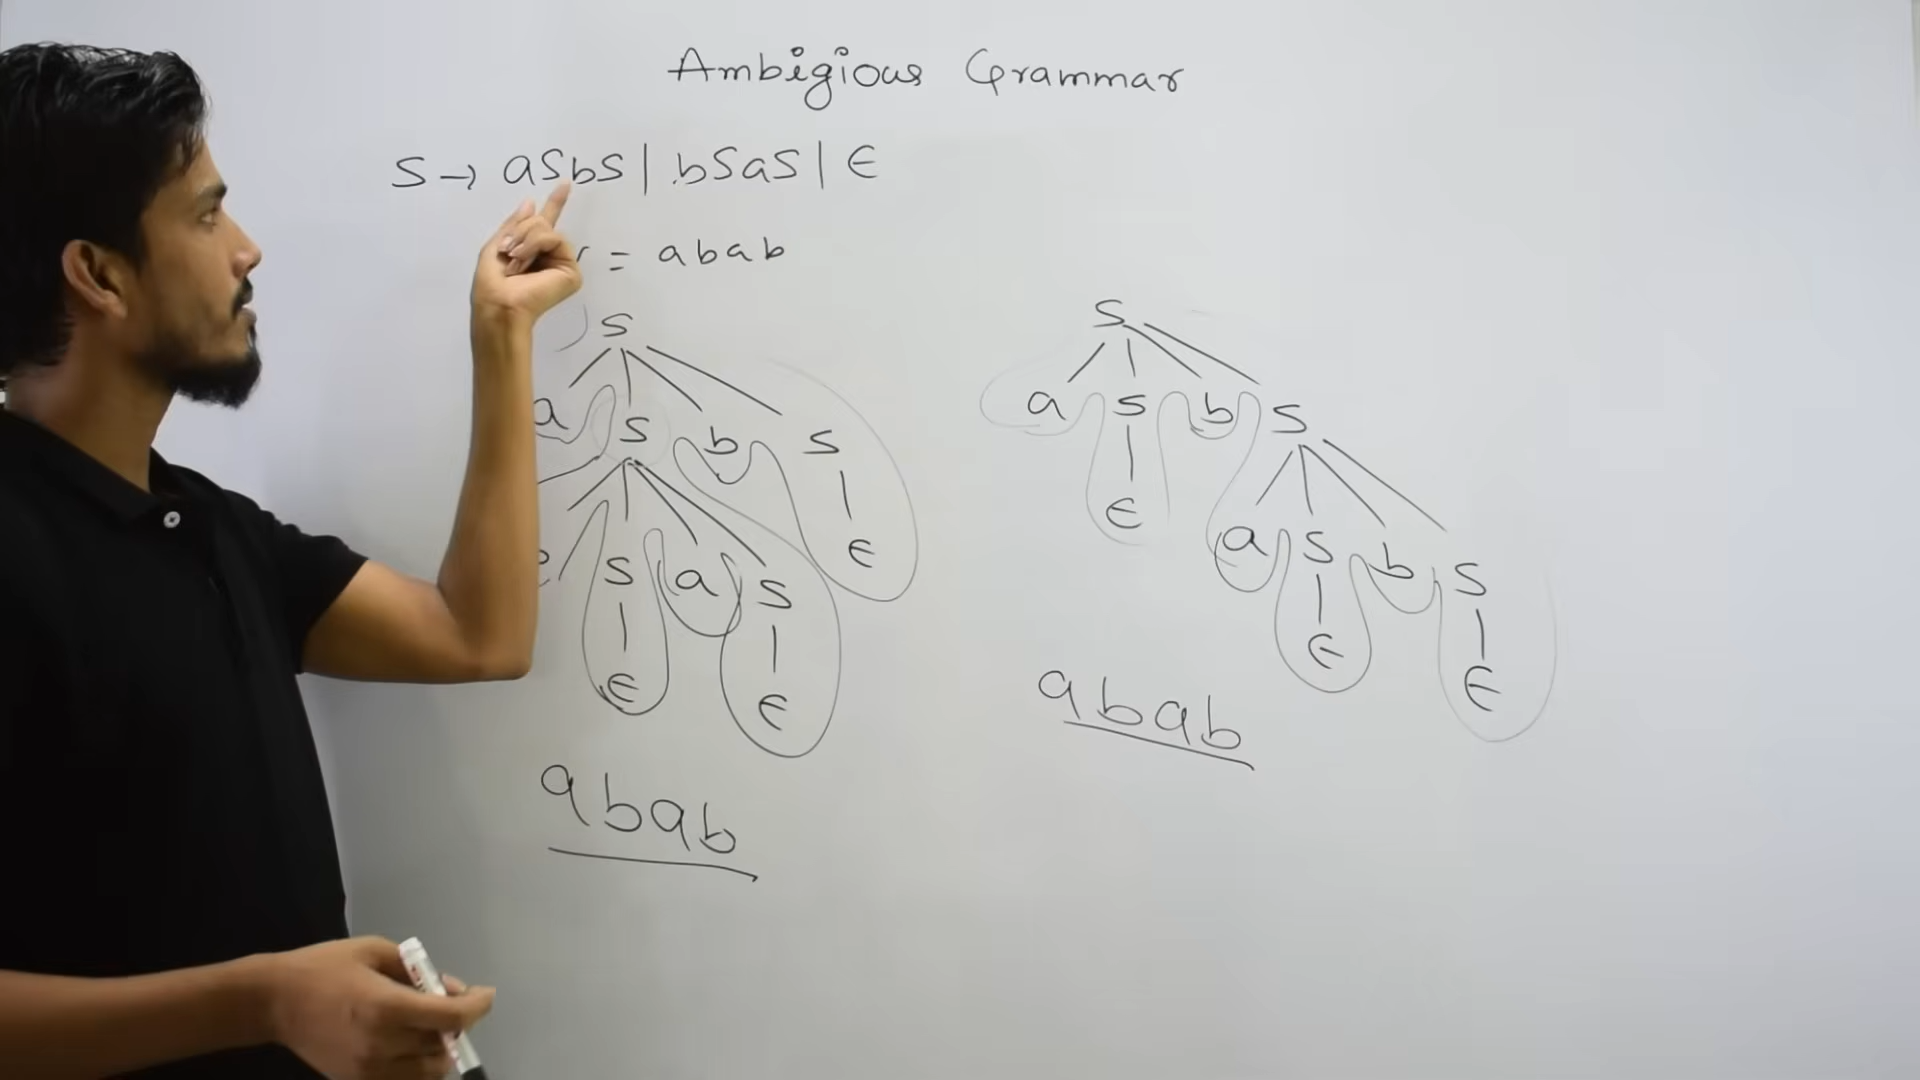 Ambigious Grammar
S → aSbS | bSaS | ∈
= abab
S
S
a S b S
a S b S
∈
S a S
∈
∈
a S b S
∈ ∈
∈
abab
abab